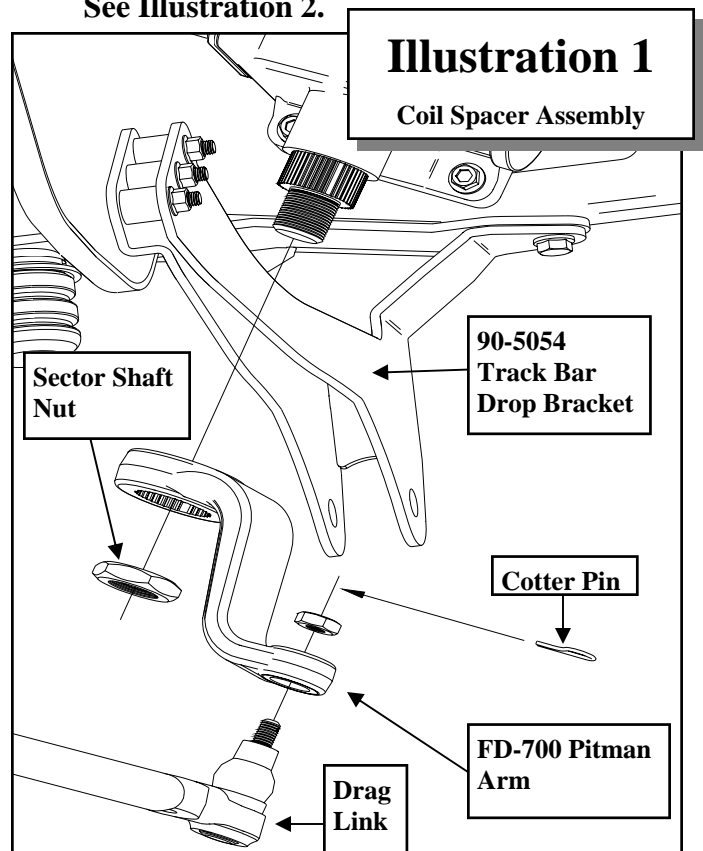 See Illustration 2.
Illustration 1
Coil Spacer Assembly
90-5054
Track Bar
Drop Bracket
Sector Shaft
Nut
Cotter Pin
FD-700 Pitman
Arm
Drag
Link